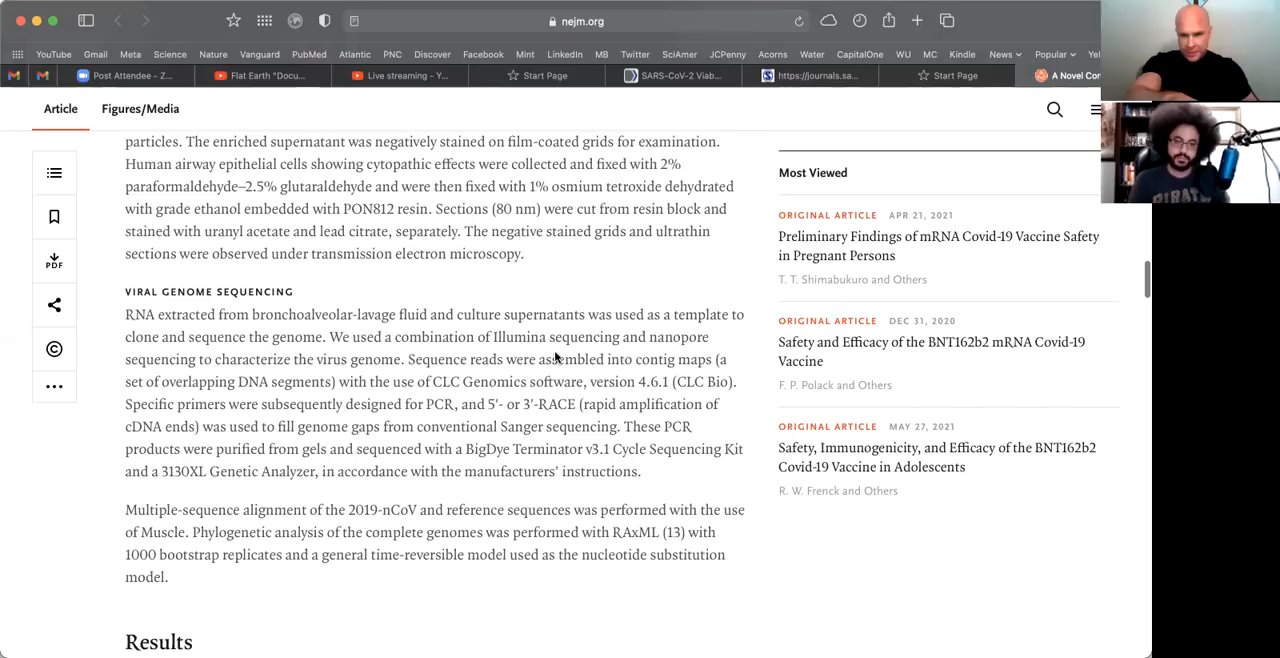 nejm.org
YouTube Gmail Meta Science Nature Vanguard PubMed Atlantic PNC Discover Facebook Mint LinkedIn MB Twitter SciAmer JCPenny Acorns Water CapitalOne WU MC Kindle News Popular Yel
Post Attendee - Z... Flat Earth "Docu... Live streaming - Y... Start Page SARS-CoV-2 Viab... https://journals.sa... Start Page A Novel Cor
Article Figures/Media
particles. The enriched supernatant was negatively stained on film-coated grids for examination.
Human airway epithelial cells showing cytopathic effects were collected and fixed with 2%
paraformaldehyde–2.5% glutaraldehyde and were then fixed with 1% osmium tetroxide dehydrated
with grade ethanol embedded with PON812 resin. Sections (80 nm) were cut from resin block and
stained with uranyl acetate and lead citrate, separately. The negative stained grids and ultrathin
sections were observed under transmission electron microscopy.
VIRAL GENOME SEQUENCING
RNA extracted from bronchoalveolar-lavage fluid and culture supernatants was used as a template to
clone and sequence the genome. We used a combination of Illumina sequencing and nanopore
sequencing to characterize the virus genome. Sequence reads were assembled into contig maps (a
set of overlapping DNA segments) with the use of CLC Genomics software, version 4.6.1 (CLC Bio).
Specific primers were subsequently designed for PCR, and 5′- or 3′-RACE (rapid amplification of
cDNA ends) was used to fill genome gaps from conventional Sanger sequencing. These PCR
products were purified from gels and sequenced with a BigDye Terminator v3.1 Cycle Sequencing Kit
and a 3130XL Genetic Analyzer, in accordance with the manufacturers’ instructions.
Multiple-sequence alignment of the 2019-nCoV and reference sequences was performed with the use
of Muscle. Phylogenetic analysis of the complete genomes was performed with RAxML (13) with
1000 bootstrap replicates and a general time-reversible model used as the nucleotide substitution
model.
Results
PDF
Most Viewed
ORIGINAL ARTICLE APR 21, 2021
Preliminary Findings of mRNA Covid-19 Vaccine Safety
in Pregnant Persons
T. T. Shimabukuro and Others
ORIGINAL ARTICLE DEC 31, 2020
Safety and Efficacy of the BNT162b2 mRNA Covid-19
Vaccine
F. P. Polack and Others
ORIGINAL ARTICLE MAY 27, 2021
Safety, Immunogenicity, and Efficacy of the BNT162b2
Covid-19 Vaccine in Adolescents
R. W. Frenck and Others
PIRATE